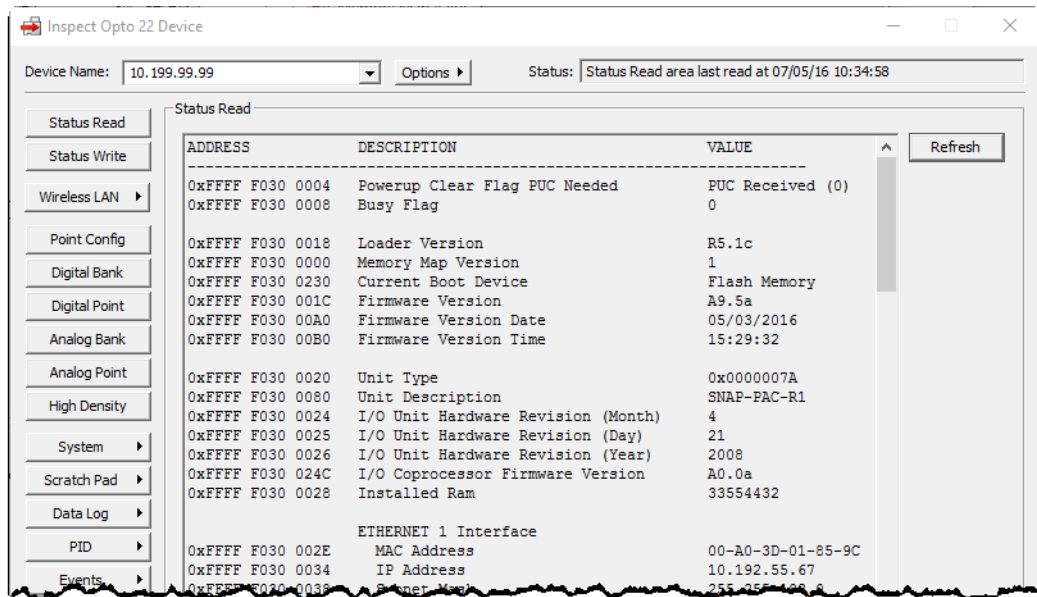 Inspect Opto 22 Device
Device Name: 10.199.99.99 Options Status: Status Read area last read at 07/05/16 10:34:58
Status Read
Status Write
Wireless LAN
Point Config
Digital Bank
Digital Point
Analog Bank
Analog Point
High Density
System
Scratch Pad
Data Log
PID
Events
Status Read
Refresh
ADDRESS DESCRIPTION VALUE
--------------------------------------------------------------------------
0xFFFF F030 0004 Powerup Clear Flag PUC Needed PUC Received (0)
0xFFFF F030 0008 Busy Flag 0
0xFFFF F030 0018 Loader Version R5.1c
0xFFFF F030 0000 Memory Map Version 1
0xFFFF F030 0230 Current Boot Device Flash Memory
0xFFFF F030 001C Firmware Version A9.5a
0xFFFF F030 00A0 Firmware Version Date 05/03/2016
0xFFFF F030 00B0 Firmware Version Time 15:29:32
0xFFFF F030 0020 Unit Type 0x0000007A
0xFFFF F030 0080 Unit Description SNAP-PAC-R1
0xFFFF F030 0024 I/O Unit Hardware Revision (Month) 4
0xFFFF F030 0025 I/O Unit Hardware Revision (Day) 21
0xFFFF F030 0026 I/O Unit Hardware Revision (Year) 2008
0xFFFF F030 024C I/O Coprocessor Firmware Version A0.0a
0xFFFF F030 0028 Installed Ram 33554432
ETHERNET 1 Interface
0xFFFF F030 002E MAC Address 00-A0-3D-01-85-9C
0xFFFF F030 0034 IP Address 10.192.55.67
0xFFFF F030 0038